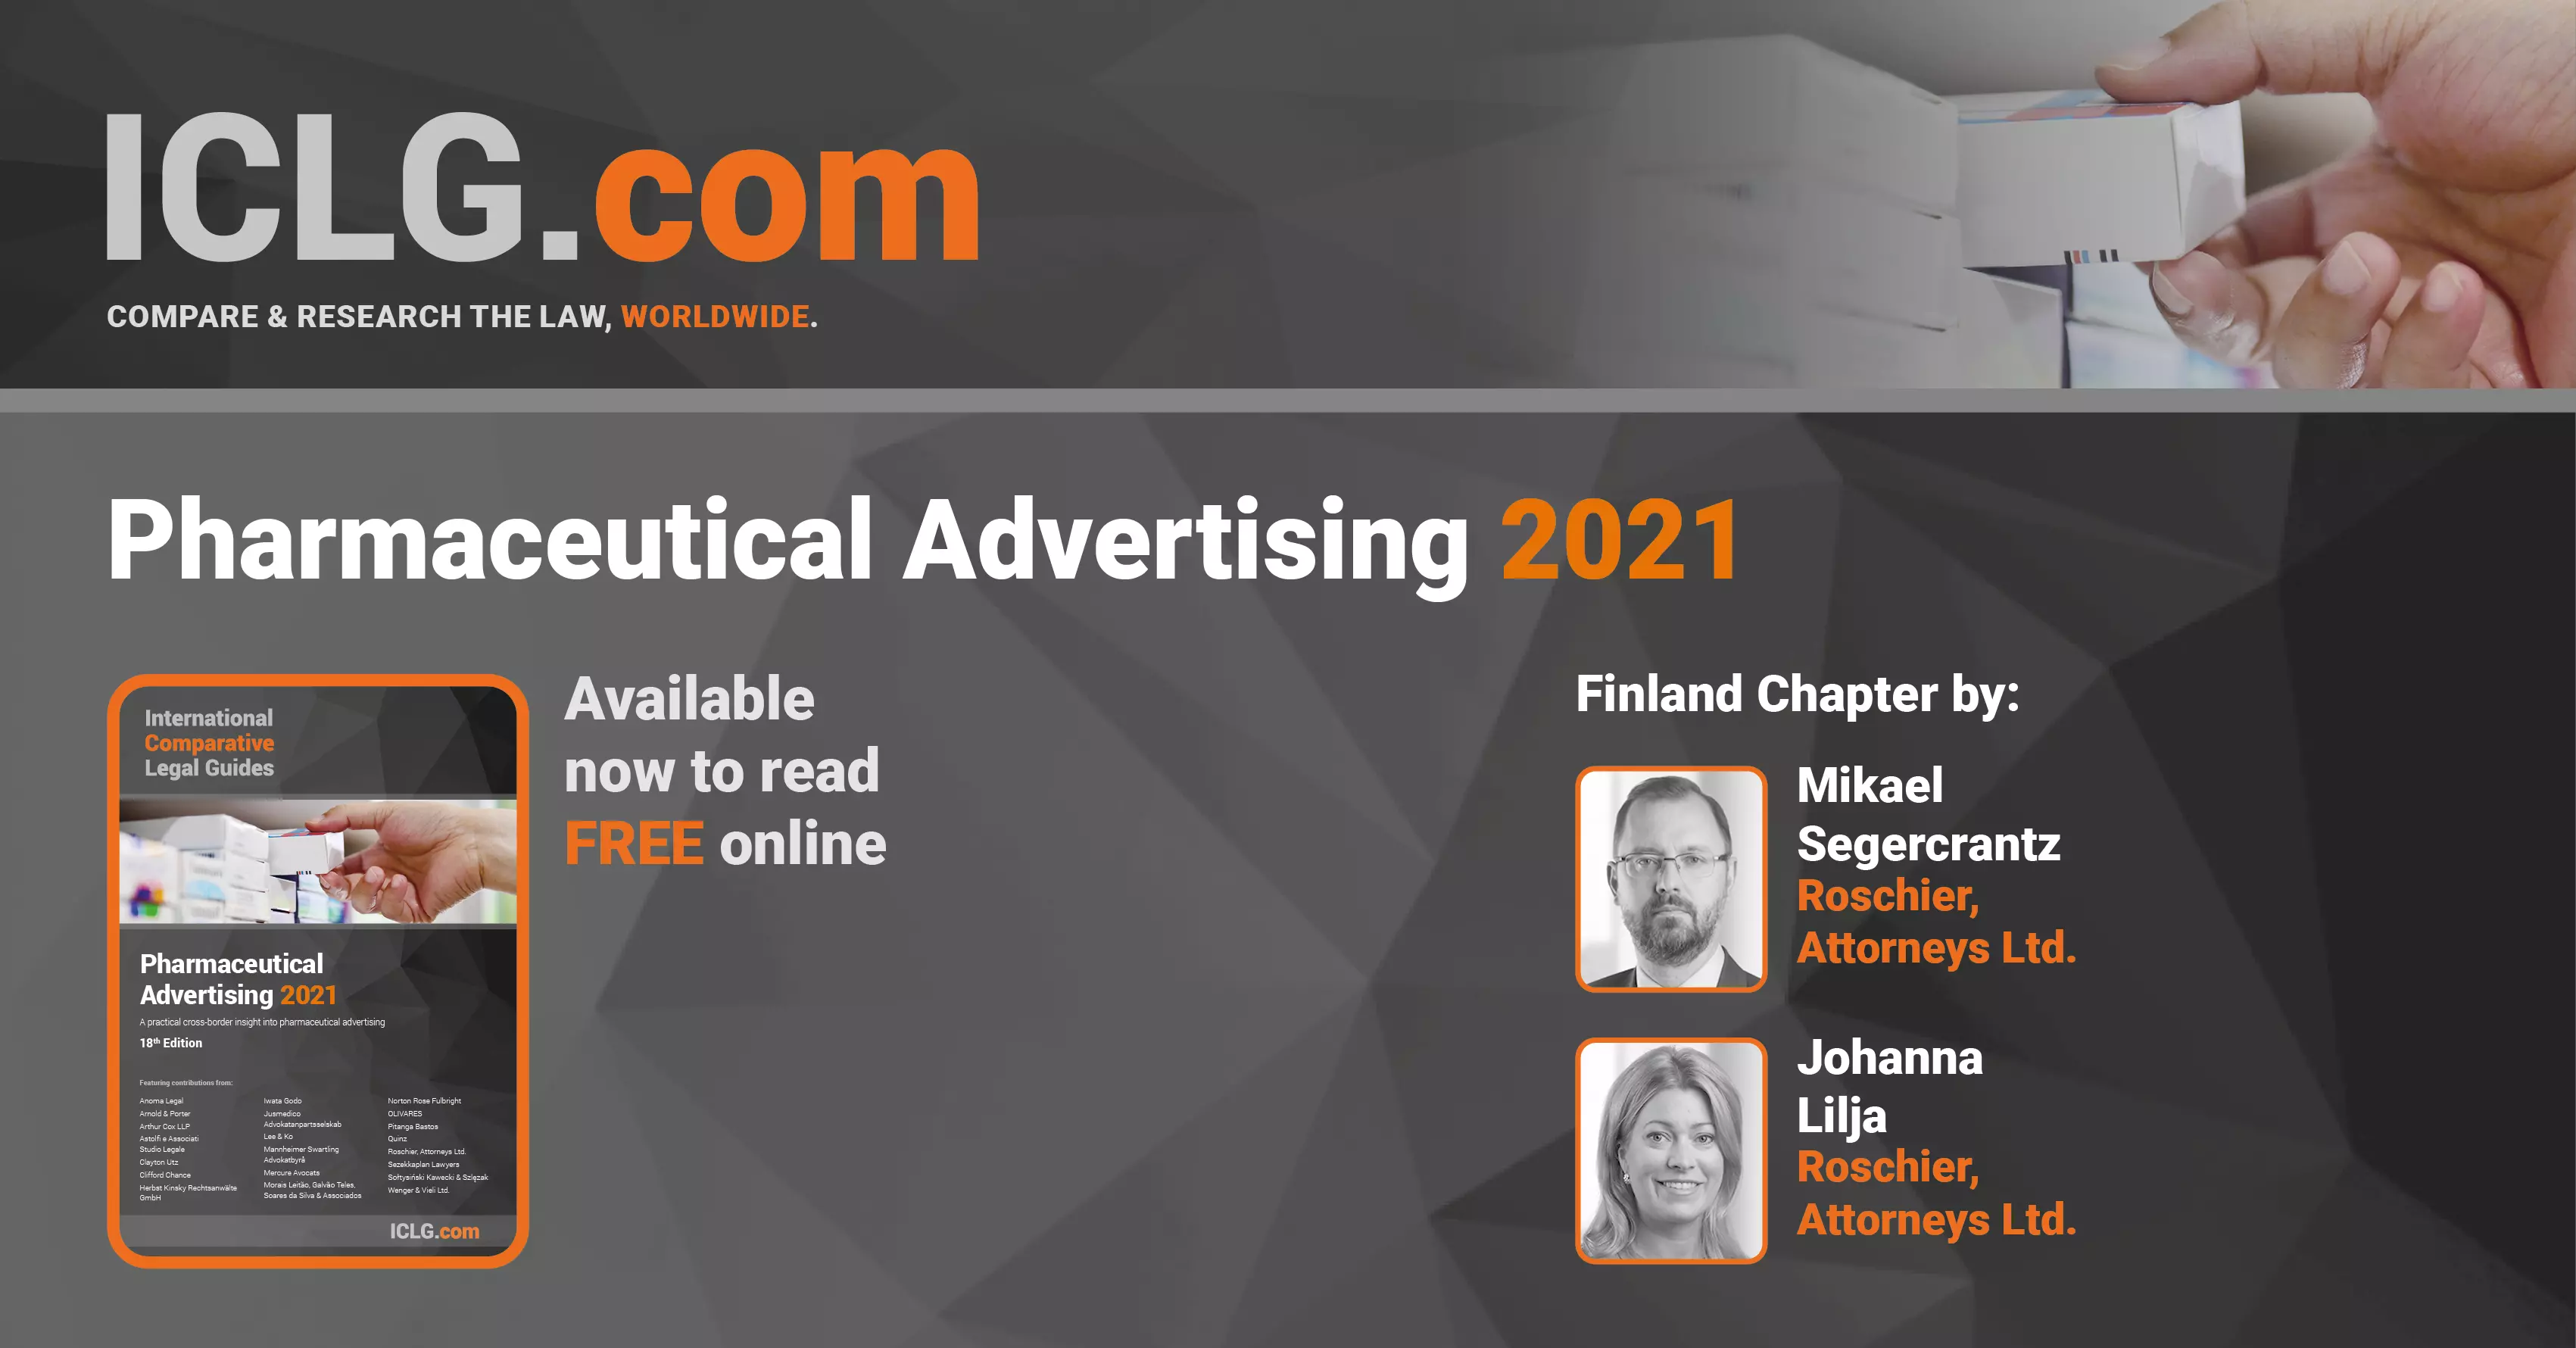 ICLG.com
COMPARE & RESEARCH THE LAW, WORLDWIDE.
Pharmaceutical Advertising 2021
International
Comparative
Legal Guides
Pharmaceutical
Advertising 2021
A practical cross-border insight into pharmaceutical advertising
18th Edition
Featuring contributions from:
Anoma Legal
Arnold & Porter
Arthur Cox LLP
Astolfi e Associati
Studio Legale
Clayton Utz
Clifford Chance
Herbst Kinsky Rechtsanwälte
GmbH
Iwata Godo
Jusmedico
Advokatanpartsselskab
Lee & Ko
Mannheimer Swartling
Advokatbyrå
Mercure Avocats
Morais Leitão, Galvão Teles,
Soares da Silva & Associados
Norton Rose Fulbright
OLIVARES
Pitanga Bastos
Quinz
Roschier, Attorneys Ltd.
Sezekkaplan Lawyers
Sołtysiński Kawecki & Szlęzak
Wenger & Vieli Ltd.
ICLG.com
Available
now to read
FREE online
Finland Chapter by:
Mikael
Segercrantz
Roschier,
Attorneys Ltd.
Johanna
Lilja
Roschier,
Attorneys Ltd.